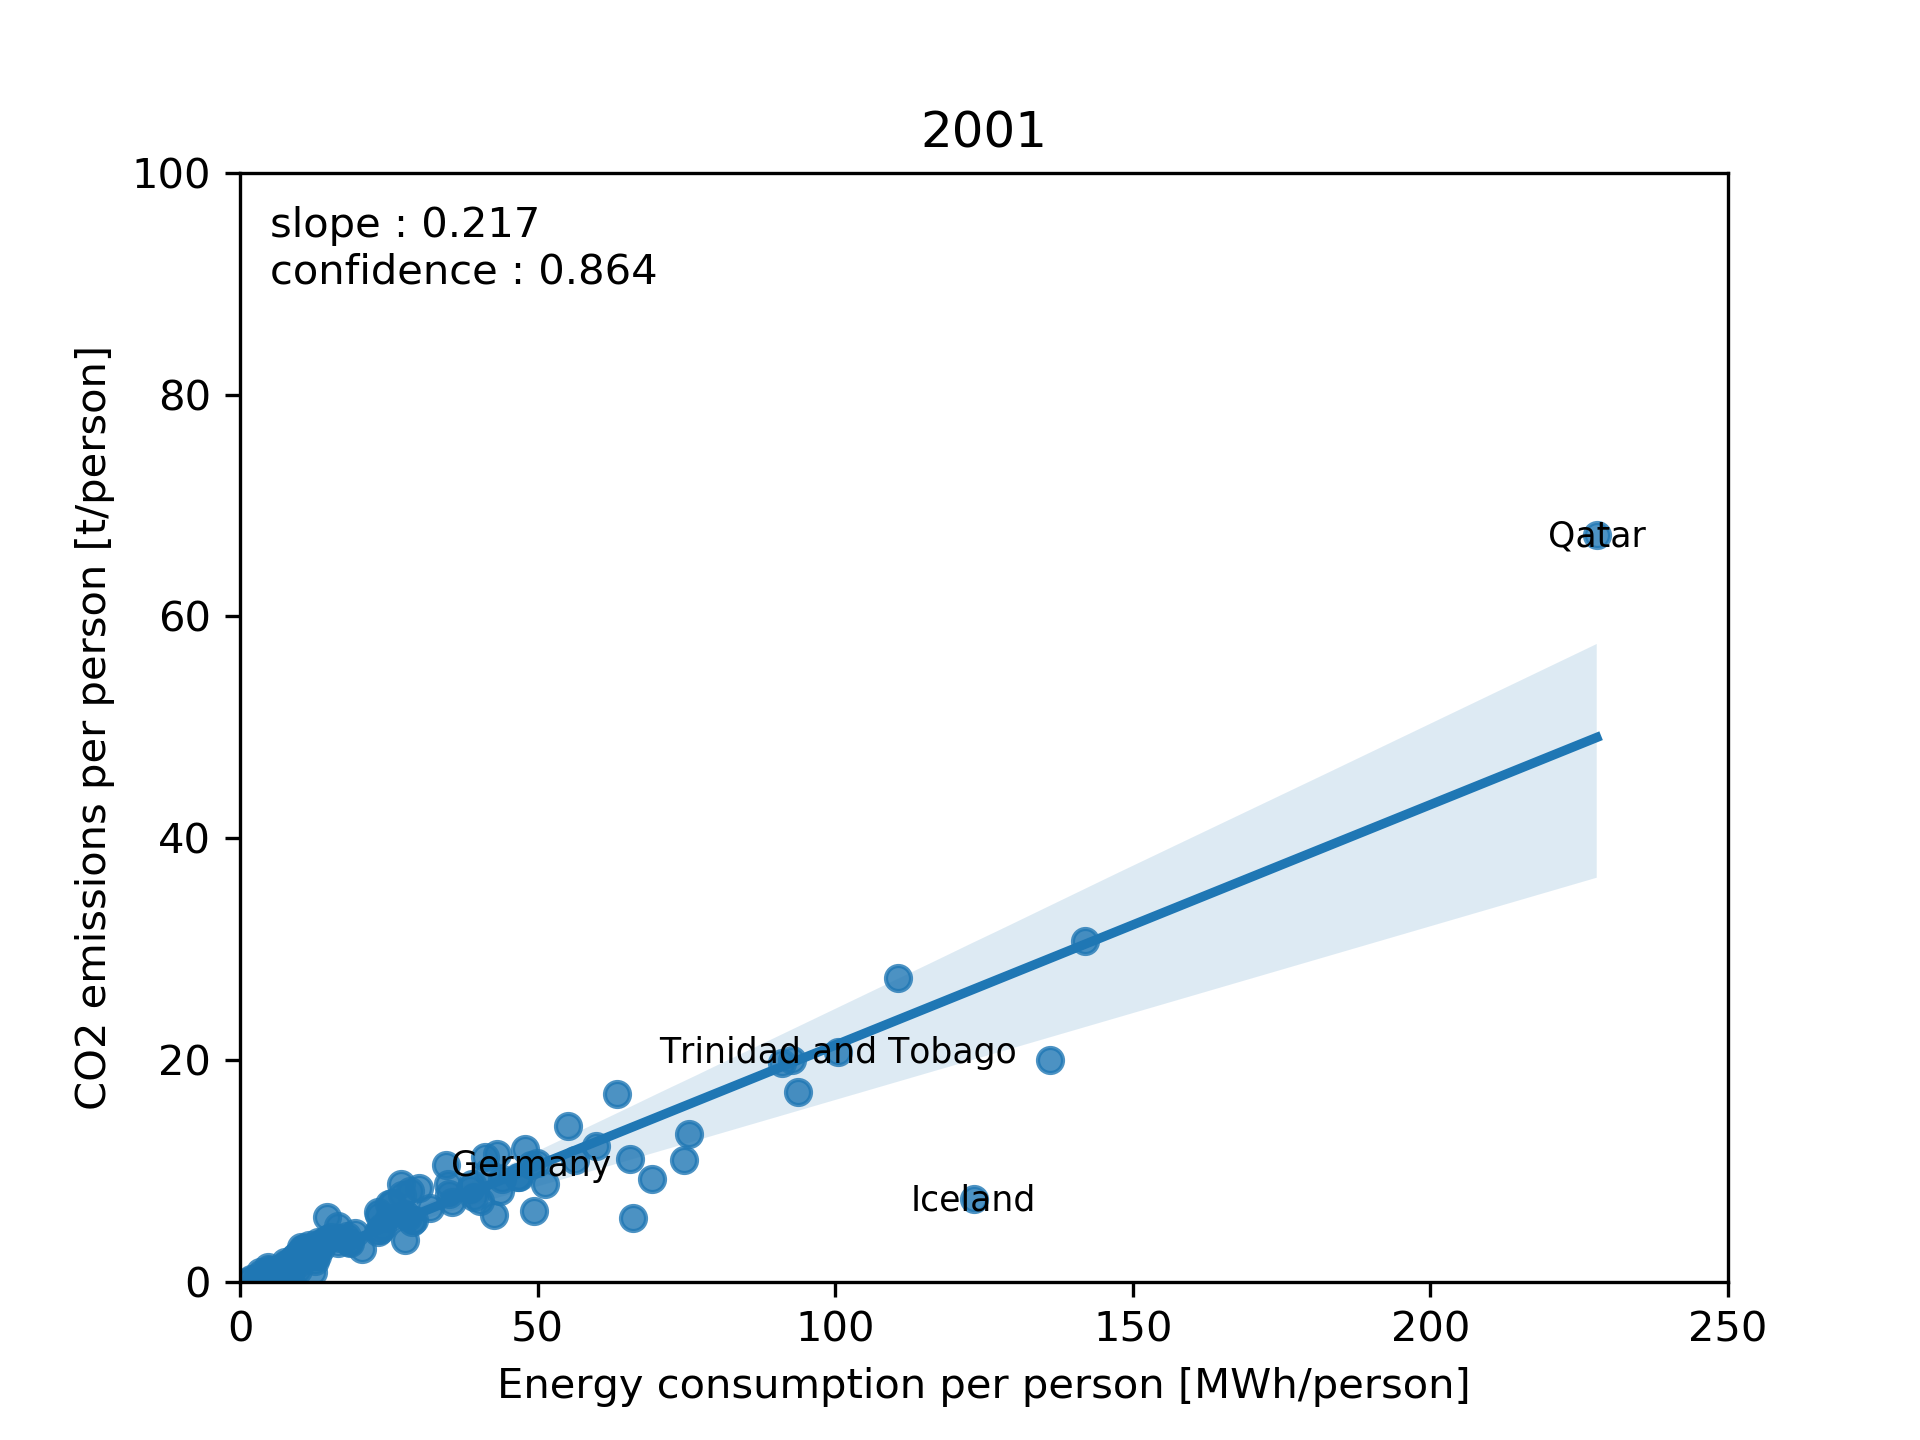 2001
slope : 0.217
confidence : 0.864
CO2 emissions per person [t/person]
100
80
60
40
20
0
Qatar
Trinidad and Tobago
Germany
Iceland
0 50 100 150 200 250
Energy consumption per person [MWh/person]